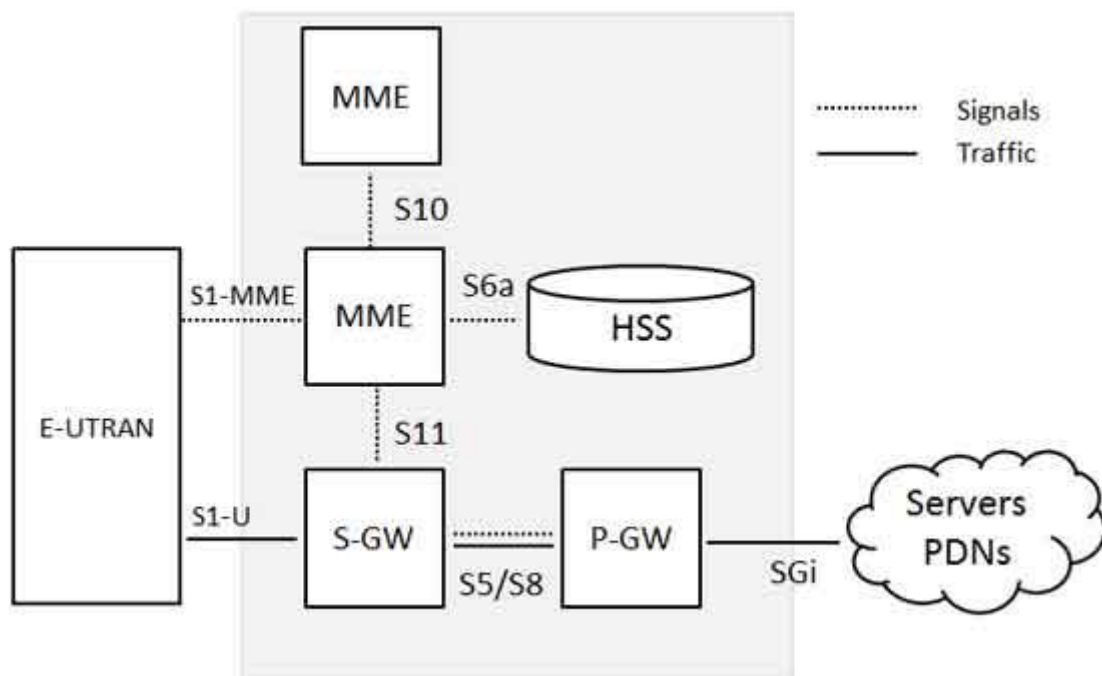 MME
Signals
Traffic
S10
S1-MME
MME
S6a
HSS
E-UTRAN
S11
S1-U
S-GW
S5/S8
P-GW
SGi
Servers
PDNs